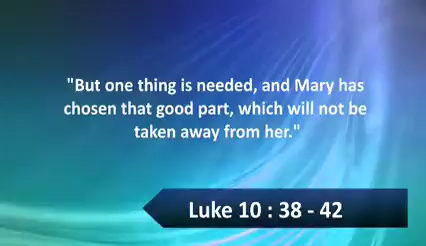 "But one thing is needed, and Mary has
chosen that good part, which will not be
taken away from her."
Luke 10 : 38 - 42